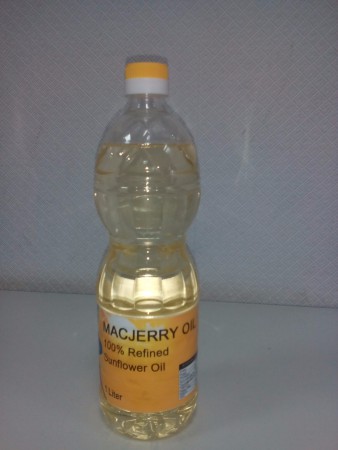 MACJERRY OIL
100% Refined
Sunflower Oil
1 Liter